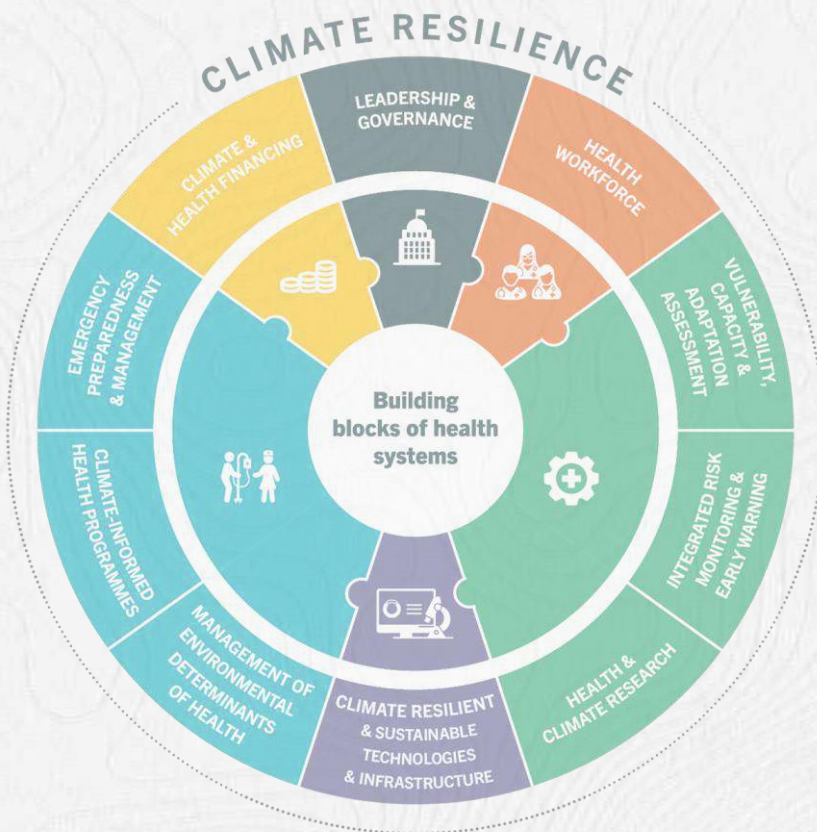 CLIMATE RESILIENCE
LEADERSHIP &
GOVERNANCE
HEALTH
WORKFORCE
VULNERABILITY,
CAPACITY &
ADAPTATION
ASSESSMENT
INTEGRATED RISK
MONITORING &
EARLY WARNING
HEALTH &
CLIMATE RESEARCH
CLIMATE RESILIENT
& SUSTAINABLE
TECHNOLOGIES
& INFRASTRUCTURE
MANAGEMENT OF
ENVIRONMENTAL
DETERMINANTS
OF HEALTH
CLIMATE-INFORMED
HEALTH PROGRAMMES
EMERGENCY
PREPAREDNESS
& MANAGEMENT
CLIMATE &
HEALTH FINANCING
Building
blocks of health
systems